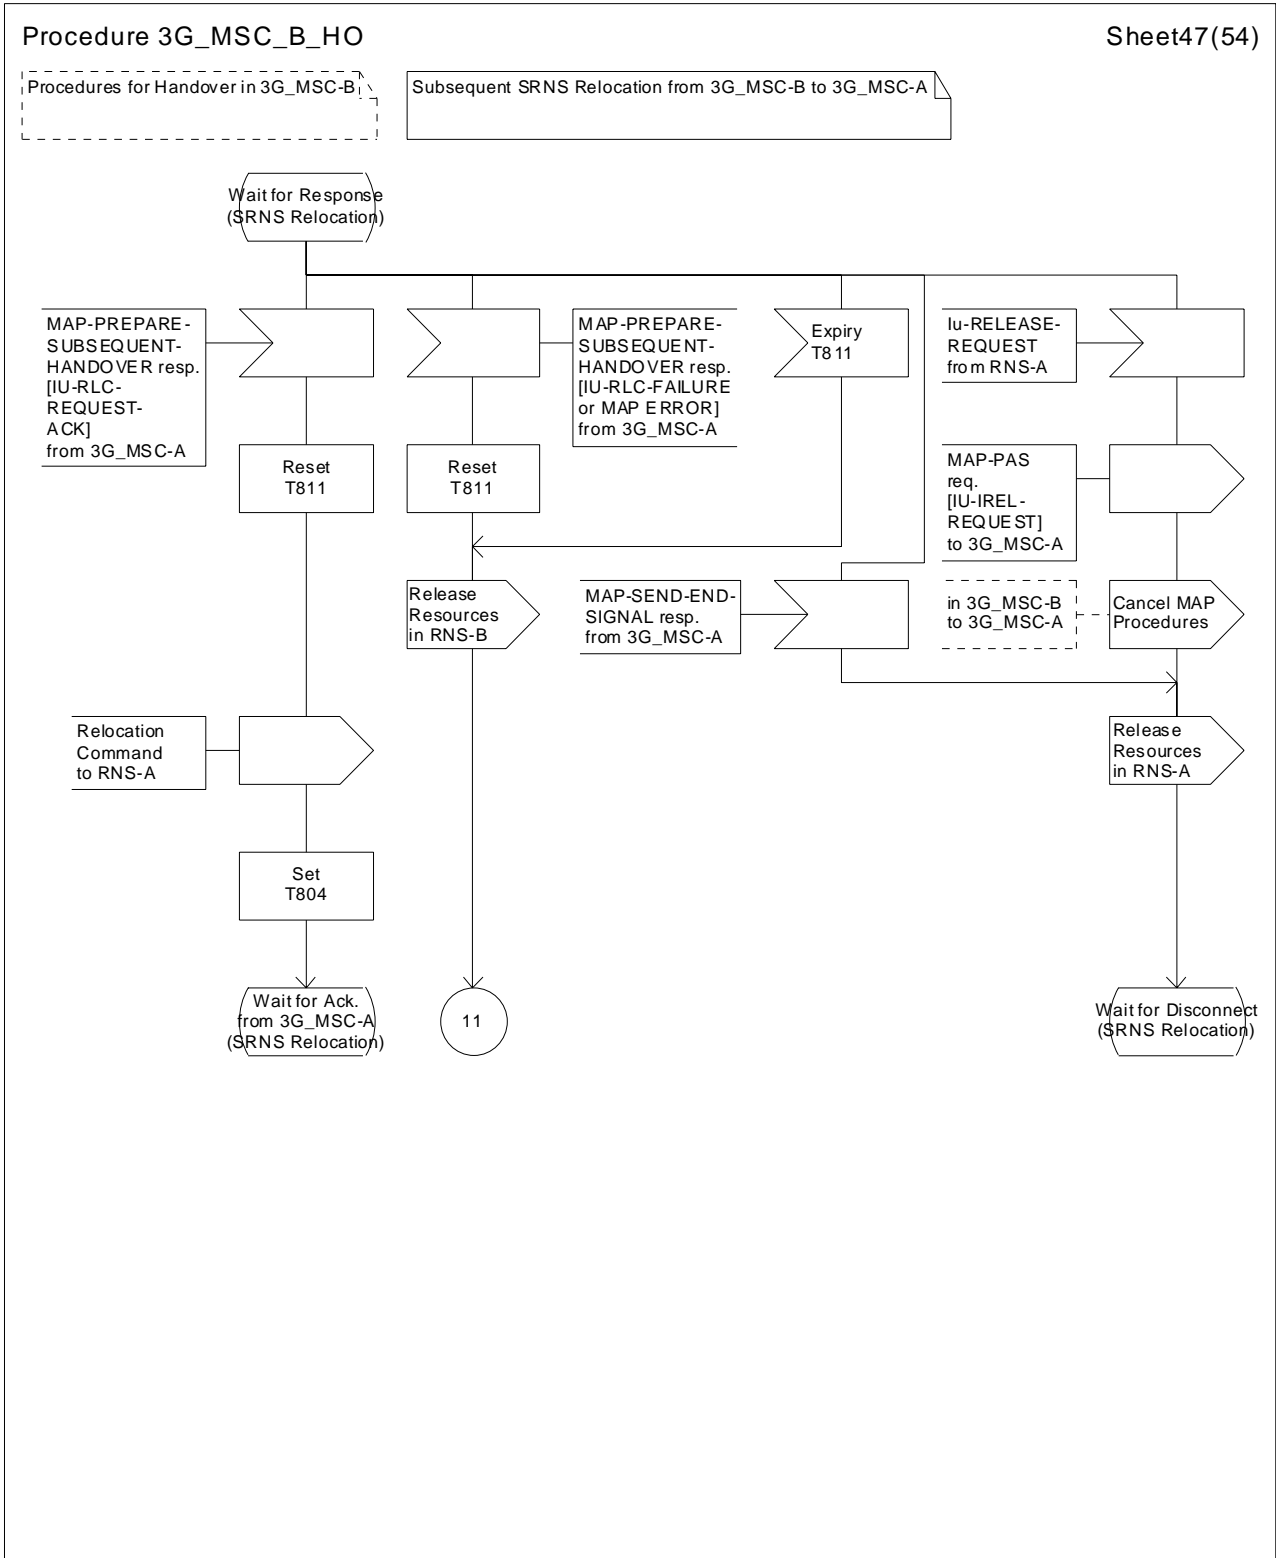 Procedure 3G_MSC_B_HO
Sheet47(54)
Procedures for Handover in 3G_MSC-B
Subsequent SRNS Relocation from 3G_MSC-B to 3G_MSC-A
Wait for Response
(SRNS Relocation)
MAP-PREPARE-
SUBSEQUENT-
HANDOVER resp.
[IU-RLC-
REQUEST-
ACK]
from 3G_MSC-A
MAP-PREPARE-
SUBSEQUENT-
HANDOVER resp.
[IU-RLC-FAILURE
or MAP ERROR]
from 3G_MSC-A
Expiry
T811
Iu-RELEASE-
REQUEST
from RNS-A
Reset
T811
Reset
T811
MAP-PAS
req.
[IU-IREL-
REQUEST]
to 3G_MSC-A
Release
Resources
in RNS-B
MAP-SEND-END-
SIGNAL resp.
from 3G_MSC-A
in 3G_MSC-B
to 3G_MSC-A
Cancel MAP
Procedures
Relocation
Command
to RNS-A
Release
Resources
in RNS-A
Set
T804
Wait for Ack.
from 3G_MSC-A
(SRNS Relocation)
11
Wait for Disconnect
(SRNS Relocation)